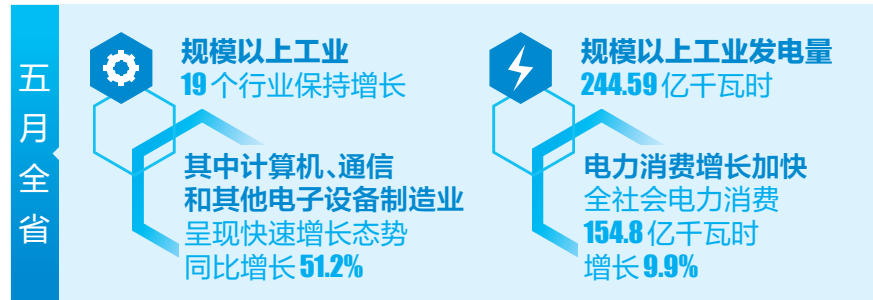 五月全省
规模以上工业
19个行业保持增长
其中计算机、通信
和其他电子设备制造业
呈现快速增长态势
同比增长51.2%
规模以上工业发电量
244.59亿千瓦时
电力消费增长加快
全社会电力消费
154.8亿千瓦时
增长9.9%